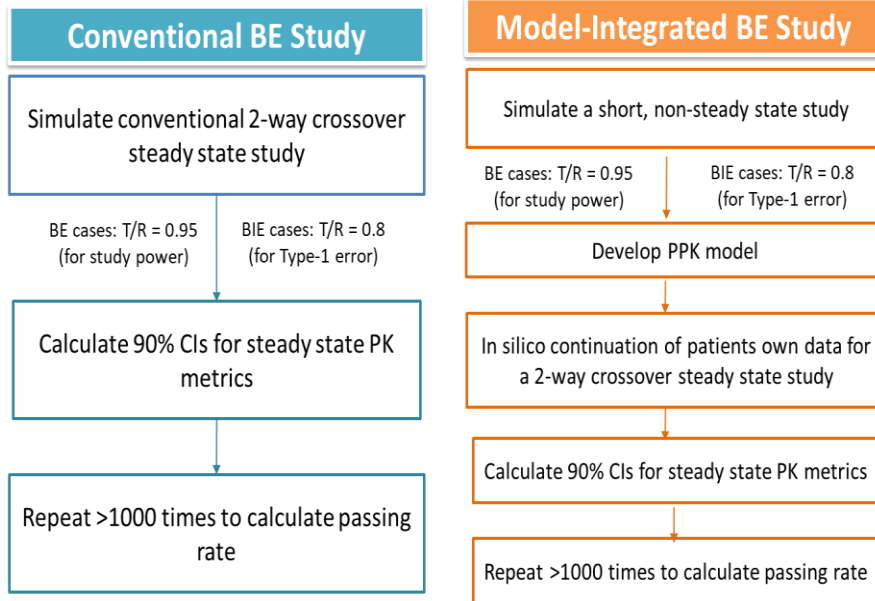 Conventional BE Study
Simulate conventional 2-way crossover
steady state study
BE cases: T/R = 0.95
(for study power)
BIE cases: T/R = 0.8
(for Type-1 error)
Calculate 90% CIs for steady state PK
metrics
Repeat >1000 times to calculate passing
rate
Model-Integrated BE Study
Simulate a short, non-steady state study
BE cases: T/R = 0.95
(for study power)
BIE cases: T/R = 0.8
(for Type-1 error)
Develop PPK model
In silico continuation of patients own data for
a 2-way crossover steady state study
Calculate 90% CIs for steady state PK metrics
Repeat >1000 times to calculate passing rate